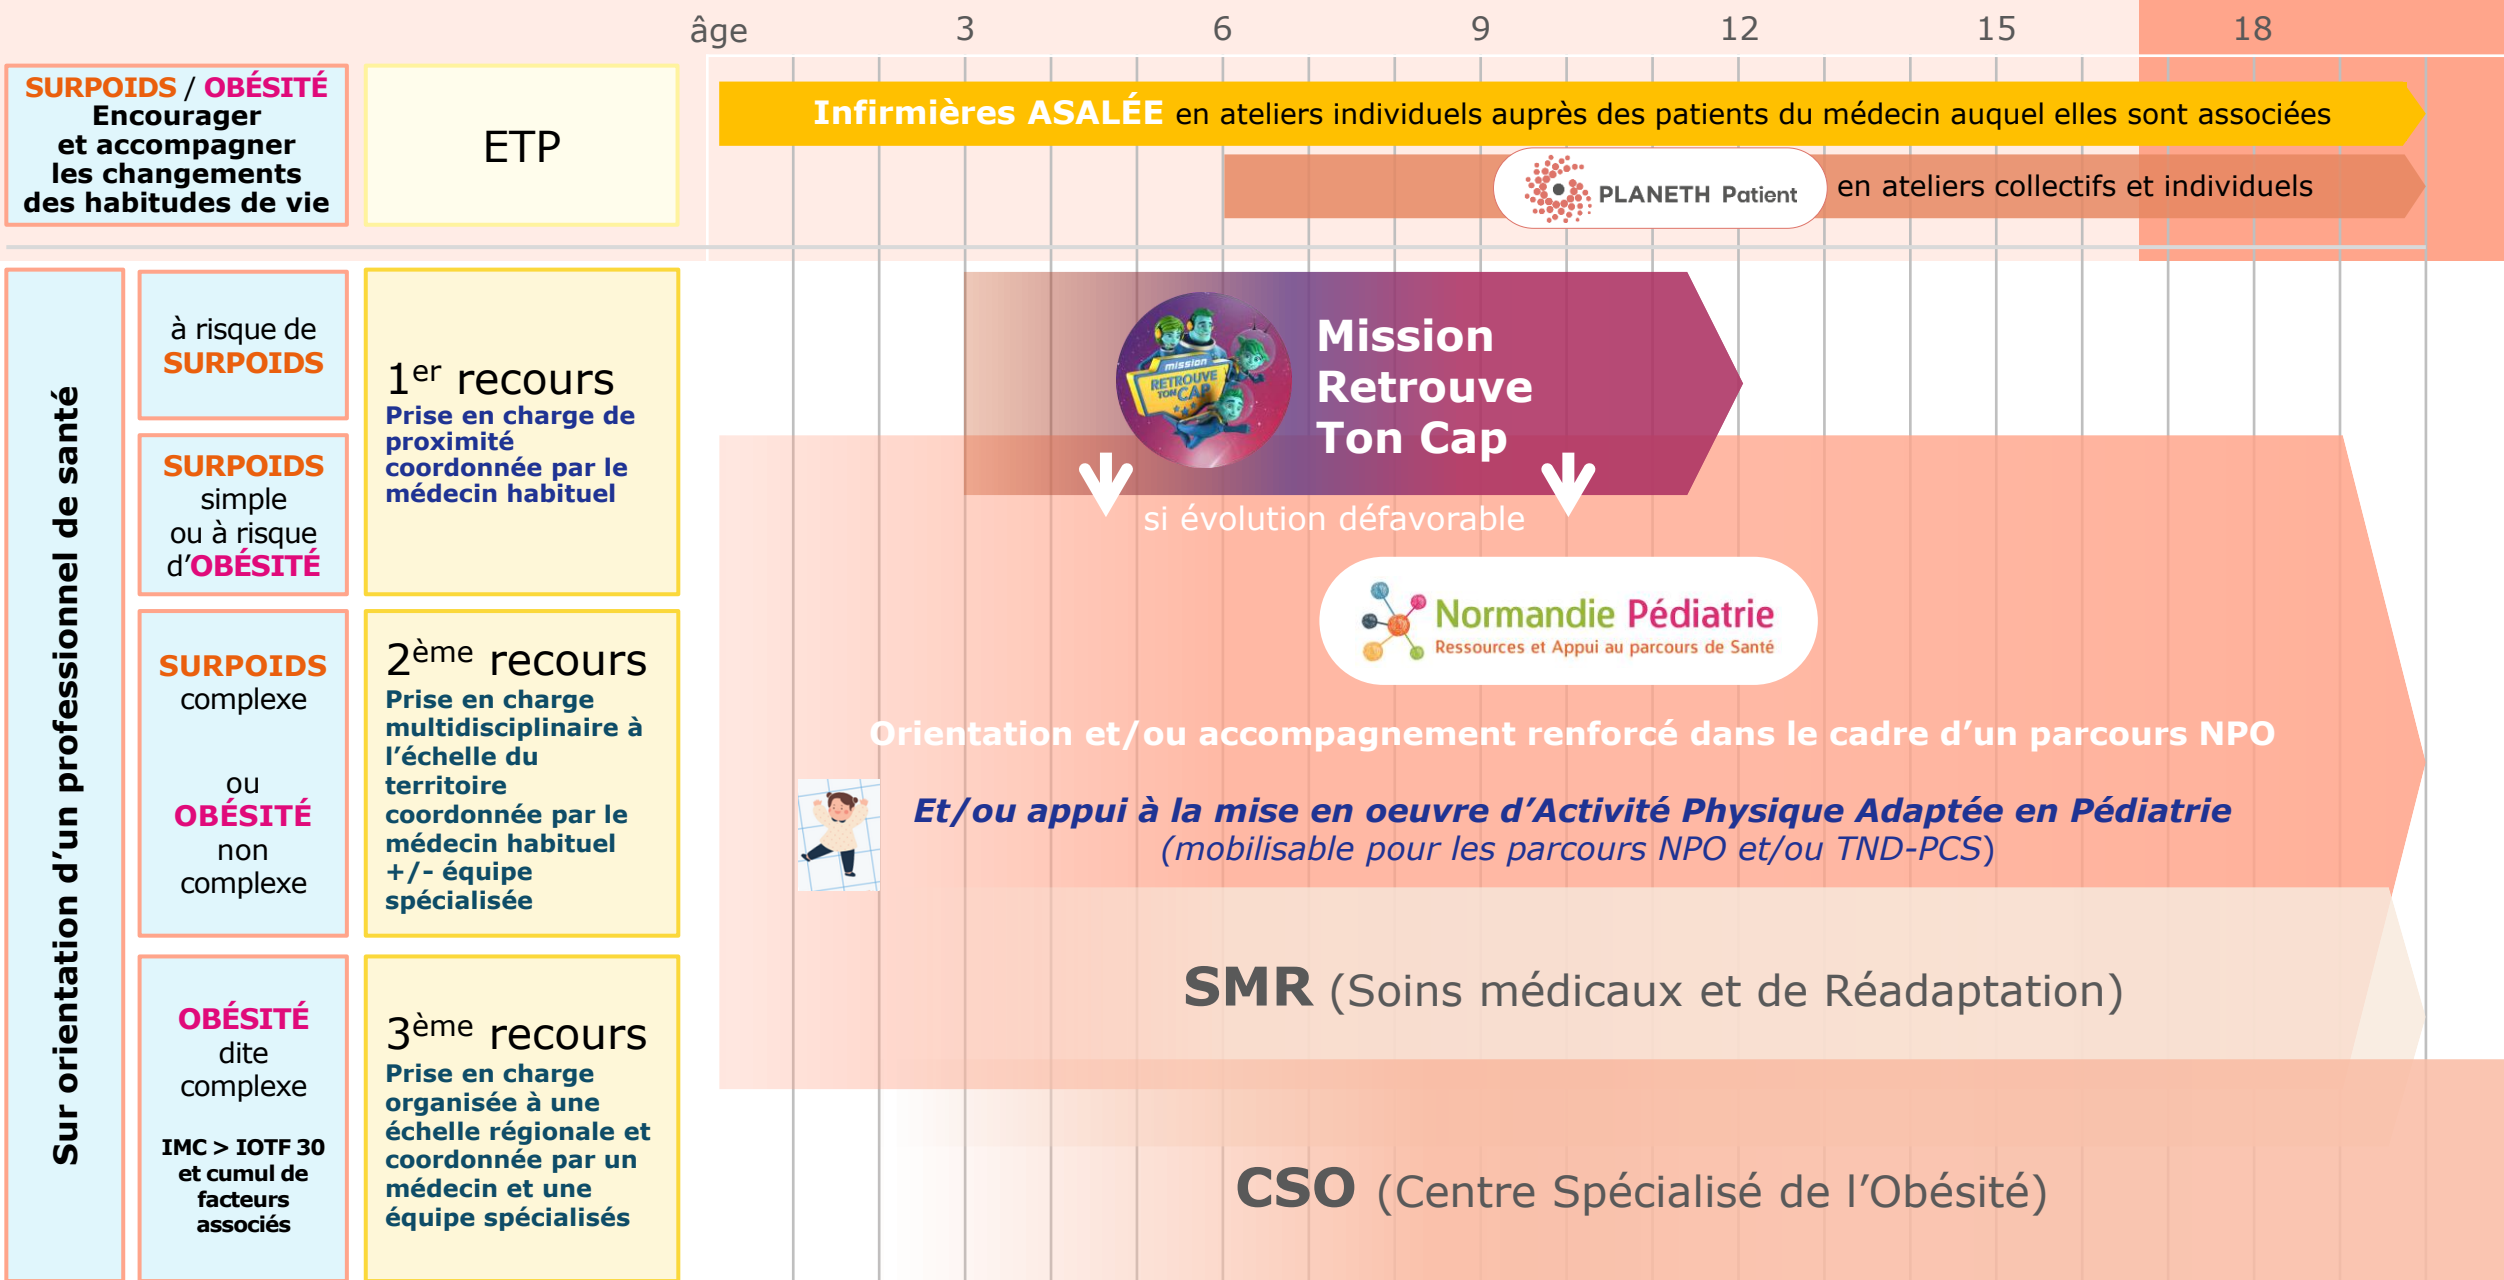 âge 3 6 9 12 15 18
SURPOIDS / OBÉSITÉ
Encourager
et accompagner
les changements
des habitudes de vie
ETP
Infirmières ASALÉE en ateliers individuels auprès des patients du médecin auquel elles sont associées
PLANETH Patient en ateliers collectifs et individuels
Sur orientation d'un professionnel de santé
à risque de
SURPOIDS
SURPOIDS
simple
ou à risque
d'OBÉSITÉ
1er recours
Prise en charge de
proximité
coordonnée par le
médecin habituel
mission
RETROUVE
TON CAP
Mission
Retrouve
Ton Cap
si évolution défavorable
Normandie Pédiatrie
Ressources et Appui au parcours de Santé
SURPOIDS
complexe
ou
OBÉSITÉ
non
complexe
2ème recours
Prise en charge
multidisciplinaire à
l'échelle du
territoire
coordonnée par le
médecin habituel
+/- équipe
spécialisée
Orientation et/ou accompagnement renforcé dans le cadre d'un parcours NPO
Et/ou appui à la mise en oeuvre d'Activité Physique Adaptée en Pédiatrie
(mobilisable pour les parcours NPO et/ou TND-PCS)
SMR (Soins médicaux et de Réadaptation)
OBÉSITÉ
dite
complexe
IMC > IOTF 30
et cumul de
facteurs
associés
3ème recours
Prise en charge
organisée à une
échelle régionale et
coordonnée par un
médecin et une
équipe spécialisés
CSO (Centre Spécialisé de l'Obésité)